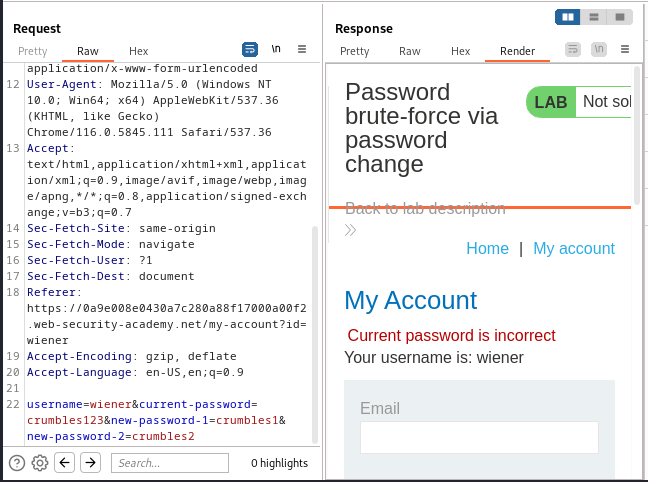 Request
Pretty Raw Hex
\n
application/x-www-form-urlencoded
12 User-Agent: Mozilla/5.0 (Windows NT
10.0; Win64; x64) AppleWebKit/537.36
(KHTML, like Gecko)
Chrome/116.0.5845.111 Safari/537.36
13 Accept:
text/html,application/xhtml+xml,applicat
ion/xml;q=0.9,image/avif,image/webp,imag
e/apng,*/*;q=0.8,application/signed-exch
ange;v=b3;q=0.7
14 Sec-Fetch-Site: same-origin
15 Sec-Fetch-Mode: navigate
16 Sec-Fetch-User: ?1
17 Sec-Fetch-Dest: document
18 Referer:
https://0a9e008e0430a7c280a88f17000a00f2
.web-security-academy.net/my-account?id=
wiener
19 Accept-Encoding: gzip, deflate
20 Accept-Language: en-US,en;q=0.9
21
22 username=wiener&current-password=
crumbles123&new-password-1=crumbles1&
new-password-2=crumbles2
Search...
0 highlights
Response
Pretty Raw Hex Render
\n
Password
brute-force via
password
change
LAB Not sol
Back to lab description
Home | My account
My Account
Current password is incorrect
Your username is: wiener
Email